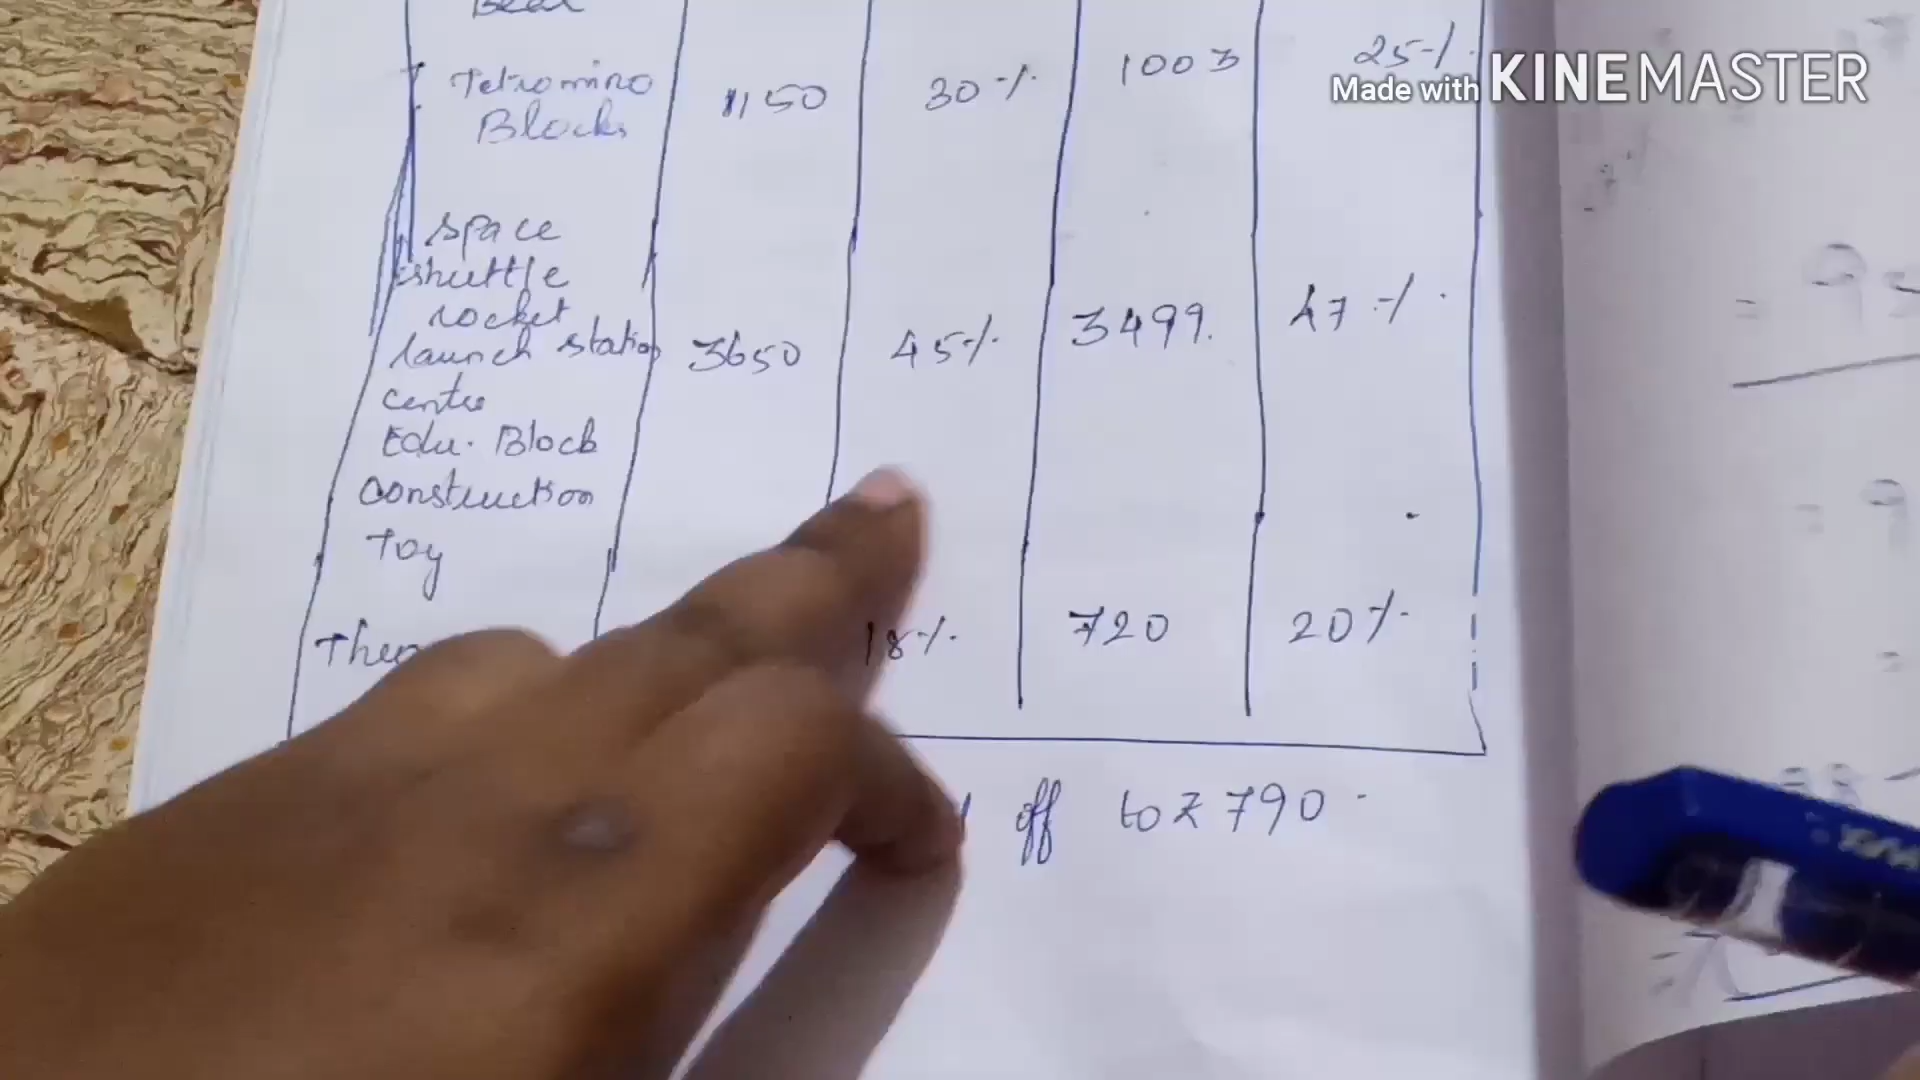 Made with KINEMASTER
Tetromino 1150 30% 1003 25%
Blocks
space
shuttle
rocket
launch station 3650 45% 3499. 47%
centre
Edu. Block
construction
Toy
18% 720 20%
off to ₹ 790